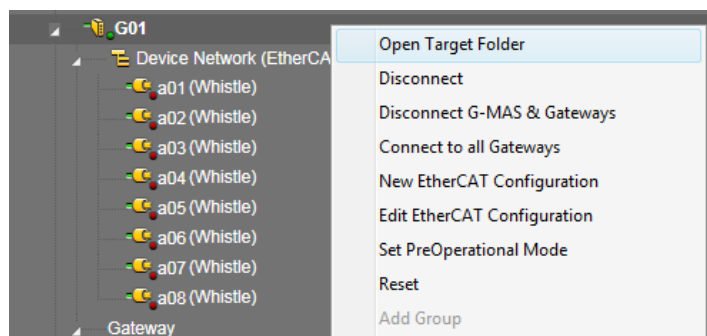 G01
Device Network (EtherCA
a01 (Whistle)
a02 (Whistle)
a03 (Whistle)
a04 (Whistle)
a05 (Whistle)
a06 (Whistle)
a07 (Whistle)
a08 (Whistle)
Gateway
Open Target Folder
Disconnect
Disconnect G-MAS & Gateways
Connect to all Gateways
New EtherCAT Configuration
Edit EtherCAT Configuration
Set PreOperational Mode
Reset
Add Group